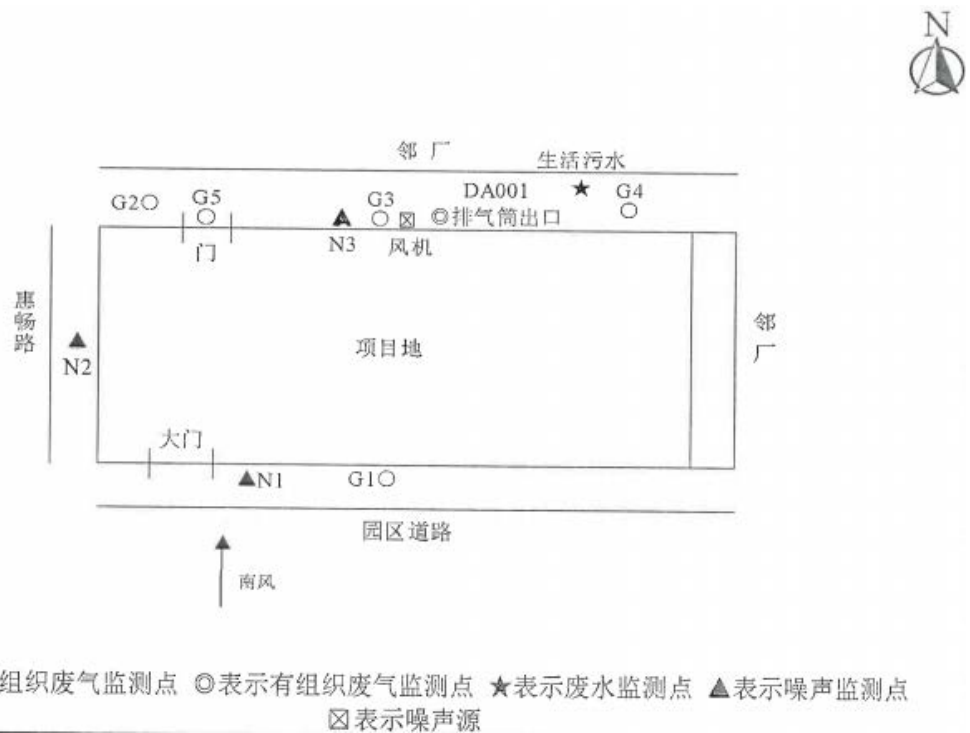 N
邻厂
生活污水
G2○
G5
G3
DA001
G4
◎排气筒出口
门
N3
风机
惠畅路
N2
项目地
邻厂
大门
▲N1
G1○
园区道路
南风
组织废气监测点 ◎表示有组织废气监测点 ★表示废水监测点 ▲表示噪声监测点
☒表示噪声源